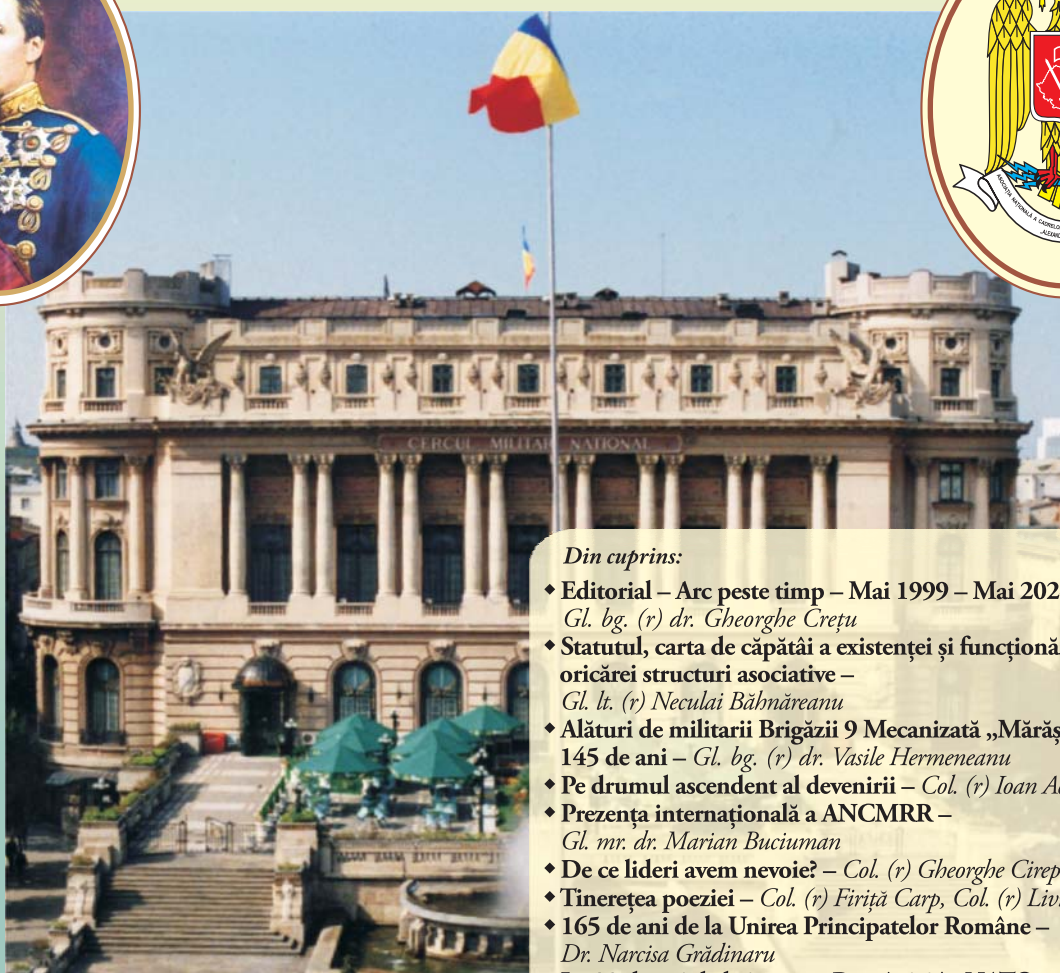 ASOCIAȚIA NAȚIONALĂ A
CERCUL MILITAR NAȚIONAL
Din cuprins:
◆ Editorial – Arc peste timp – Mai 1999 – Mai 202
Gl. bg. (r) dr. Gheorghe Crețu
◆ Statutul, carta de căpătâi a existenței și funcționă
oricărei structuri asociative –
Gl. lt. (r) Neculai Băhnăreanu
◆ Alături de militarii Brigăzii 9 Mecanizată „Mărăș
145 de ani – Gl. bg. (r) dr. Vasile Hermeneanu
◆ Pe drumul ascendent al devenirii – Col. (r) Ioan
◆ Prezența internațională a ANCMRR –
Gl. mr. dr. Marian Buciuman
◆ De ce lideri avem nevoie? – Col. (r) Gheorghe Cirep
◆ Tinerețea poeziei – Col. (r) Firiță Carp, Col. (r) Liv
◆ 165 de ani de la Unirea Principatelor Române –
Dr. Narcisa Grădinaru